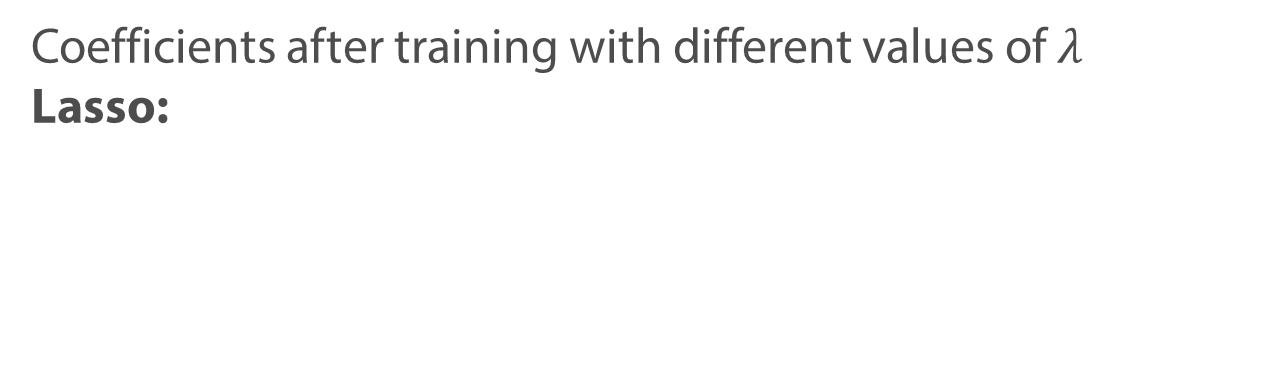 Coefficients after training with different values of λ
Lasso: